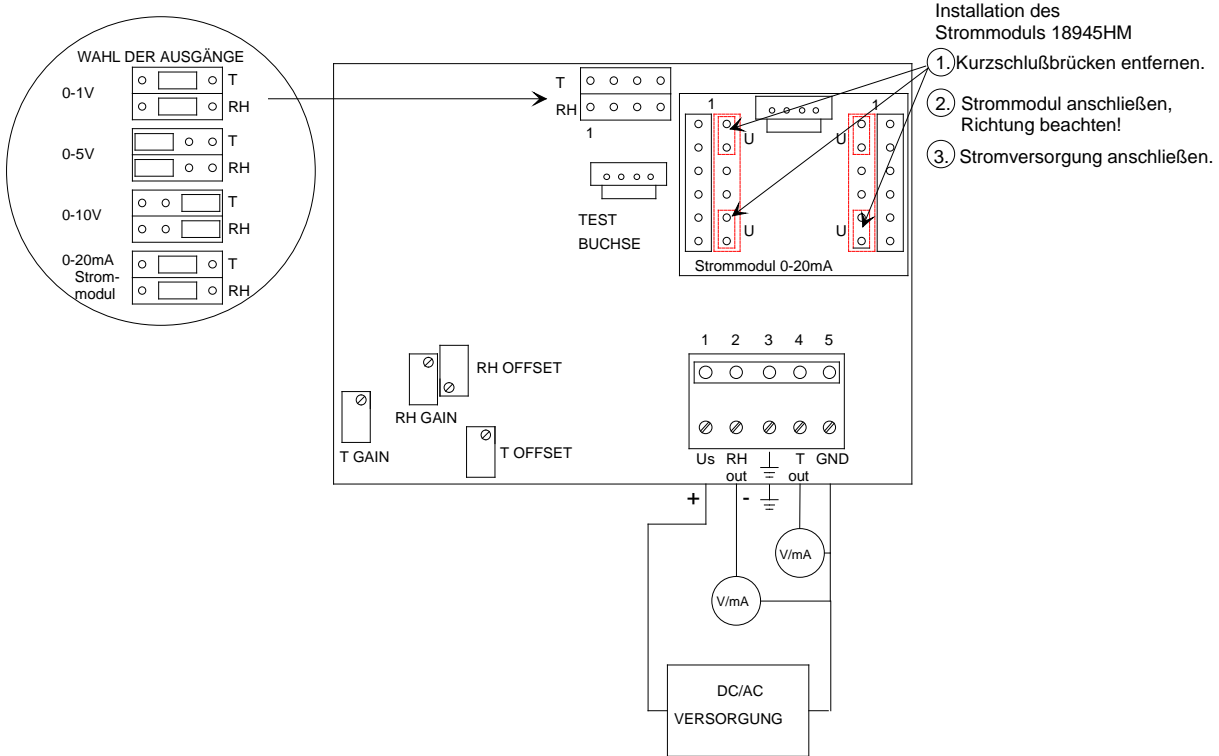 WAHL DER AUSGÄNGE
0-1V
T
RH
0-5V
T
RH
0-10V
T
RH
0-20mA
Strom-
modul
T
RH
T
RH
1
TEST
BUCHSE
1
1
U
U
U
U
Strommodul 0-20mA
Installation des
Strommoduls 18945HM
1. Kurzschlußbrücken entfernen.
2. Strommodul anschließen,
Richtung beachten!
3. Stromversorgung anschließen.
RH OFFSET
RH GAIN
T GAIN
T OFFSET
1 2 3 4 5
Us RH T GND
out out
+ -
V/mA
V/mA
DC/AC
VERSORGUNG